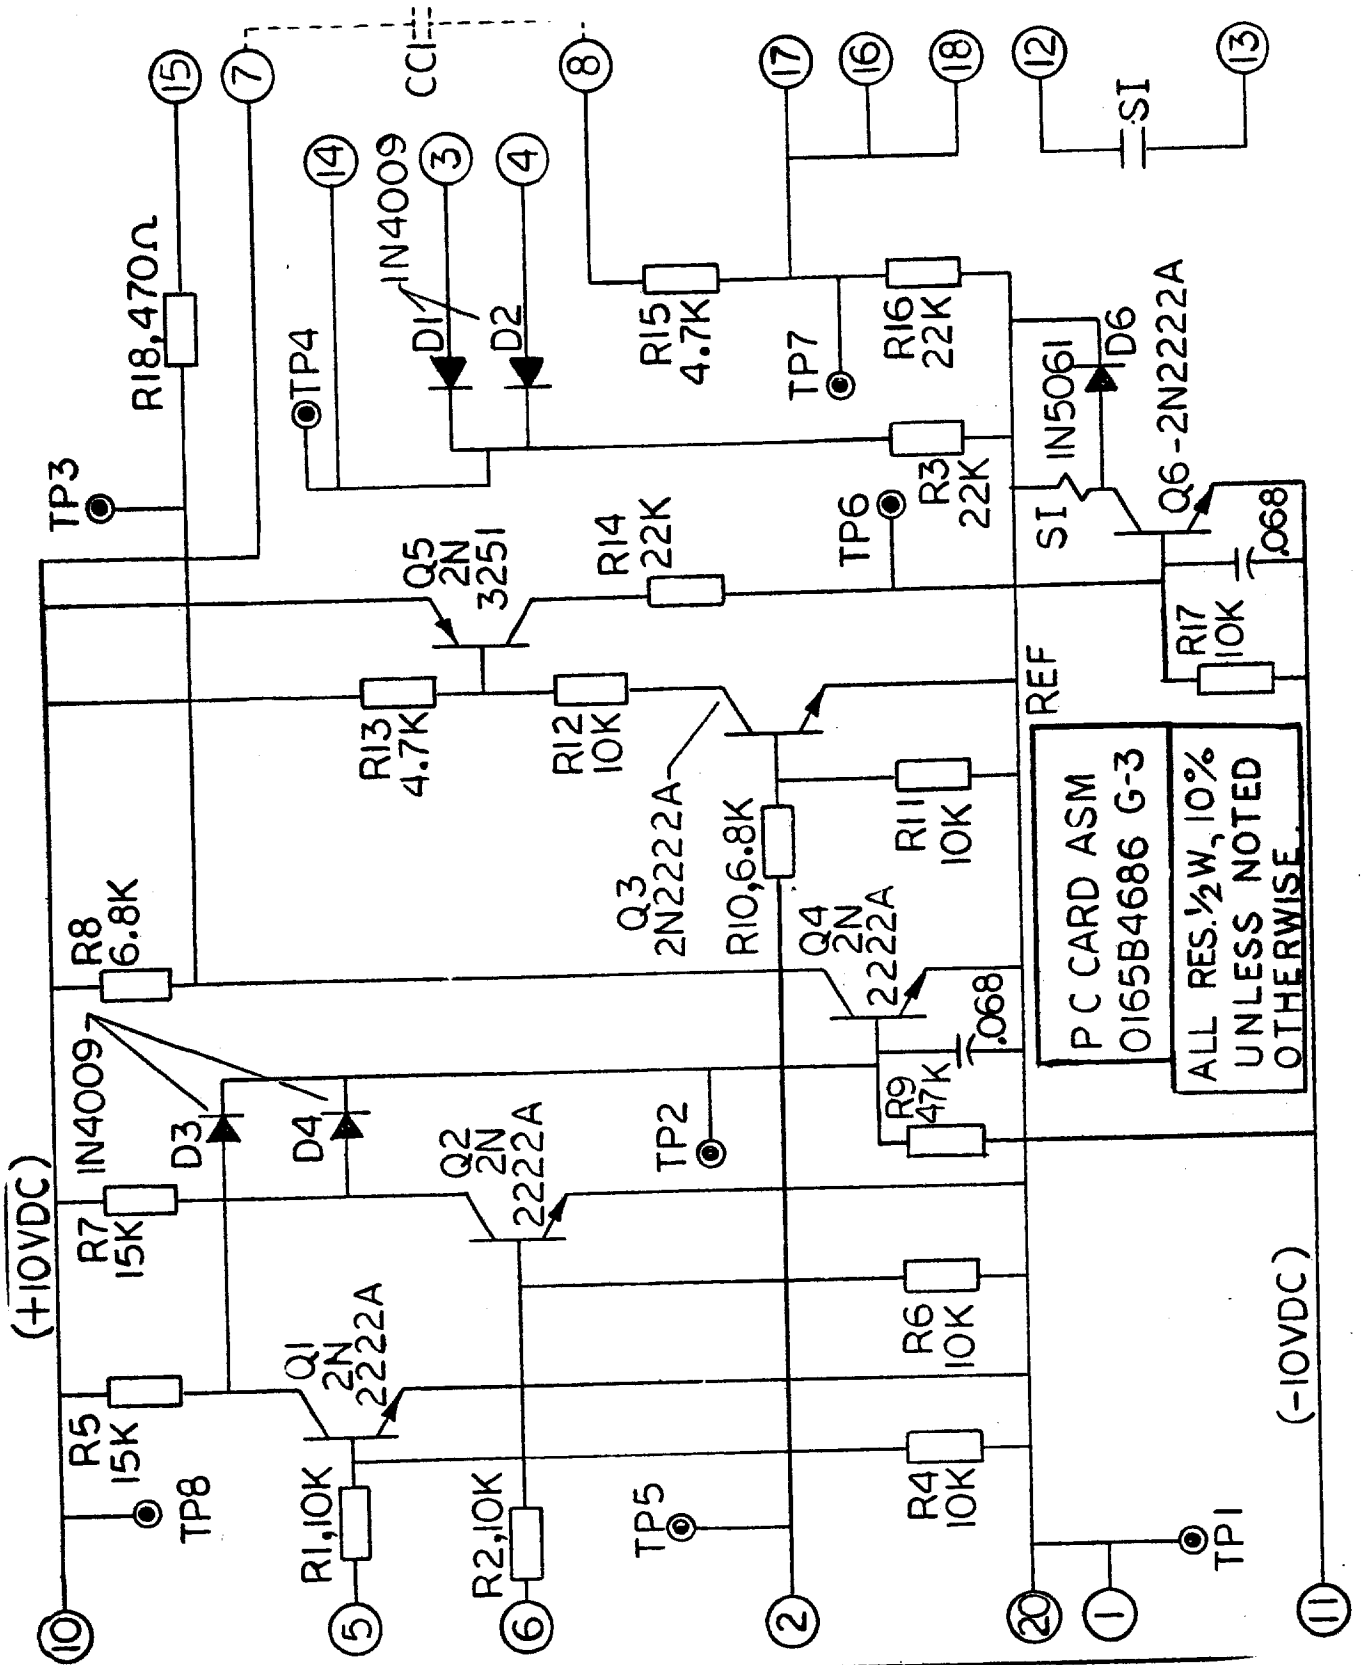 (+10VDC)
10
TP8
R5
15K
R7
15K
IN4009
D3
D4
R8
6.8K
TP3
R18,470Ω
15
7
CCI
5
R1,10K
Q1
2N
2222A
6
R2,10K
Q2
2N
2222A
TP2
R13
4.7K
R12
10K
Q5
2N
3251
R14
22K
TP4
14
IN4009
D1
3
D2
4
8
TP5
2
Q3
2N2222A
R10,6.8K
Q4
2N
2222A
R9
47K
.068
R11
10K
TP6
R3
22K
R15
4.7K
TP7
R16
22K
17
16
18
R4
10K
R6
10K
20
1
TP1
REF
SI
IN5061
D6
Q6-2N2222A
R17
10K
.068
12
SI
13
P C CARD ASM
0165B4686 G-3
ALL RES.½W, 10%
UNLESS NOTED
OTHERWISE.
(-10VDC)
11